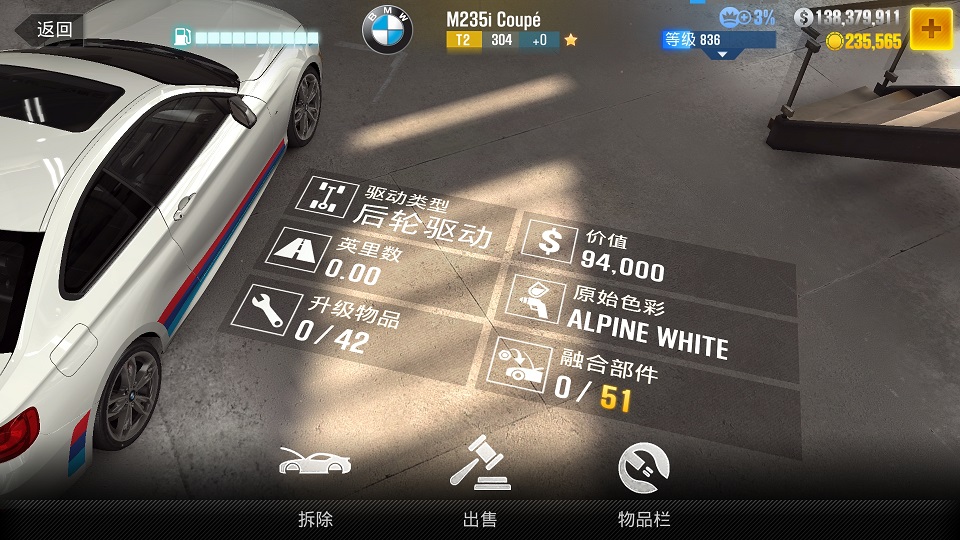 返回
BMW
M235i Coupé
T2 304 +0
3%
138,379,911
等级 836
235,565
驱动类型
后轮驱动
英里数
0.00
升级物品
0 / 42
价值
94,000
原始色彩
ALPINE WHITE
融合部件
0 / 51
拆除
出售
物品栏